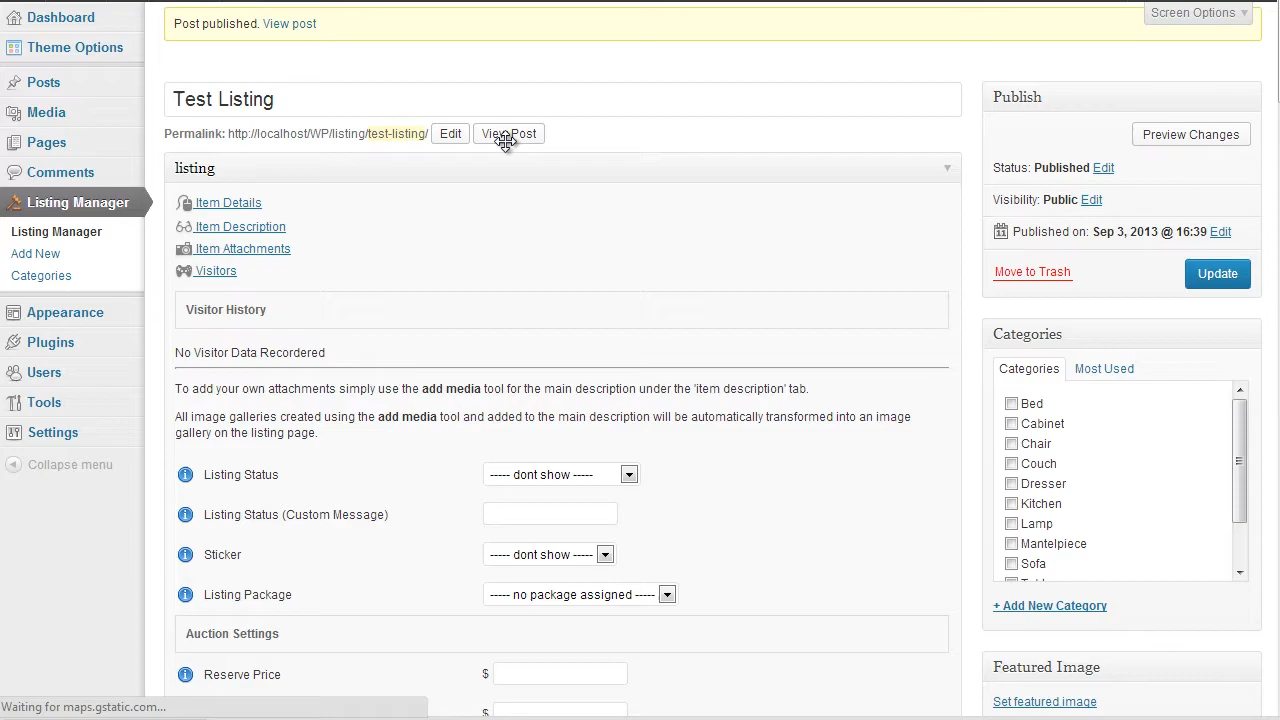 Dashboard
Theme Options
Posts
Media
Pages
Comments
Listing Manager
Listing Manager
Add New
Categories
Appearance
Plugins
Users
Tools
Settings
Collapse menu
Screen Options
Post published. View post
Test Listing
Permalink: http://localhost/WP/listing/test-listing/ Edit View Post
listing
Item Details
Item Description
Item Attachments
Visitors
Visitor History
No Visitor Data Recordered
To add your own attachments simply use the add media tool for the main description under the 'item description' tab.
All image galleries created using the add media tool and added to the main description will be automatically transformed into an image
gallery on the listing page.
Listing Status ----- dont show -----
Listing Status (Custom Message)
Sticker ----- dont show -----
Listing Package ----- no package assigned -----
Auction Settings
Reserve Price $
$
Publish
Preview Changes
Status: Published Edit
Visibility: Public Edit
11 Published on: Sep 3, 2013 @ 16:39 Edit
Move to Trash Update
Categories
Categories Most Used
Bed
Cabinet
Chair
Couch
Dresser
Kitchen
Lamp
Mantelpiece
Sofa
+ Add New Category
Featured Image
Set featured image
Waiting for maps.gstatic.com...